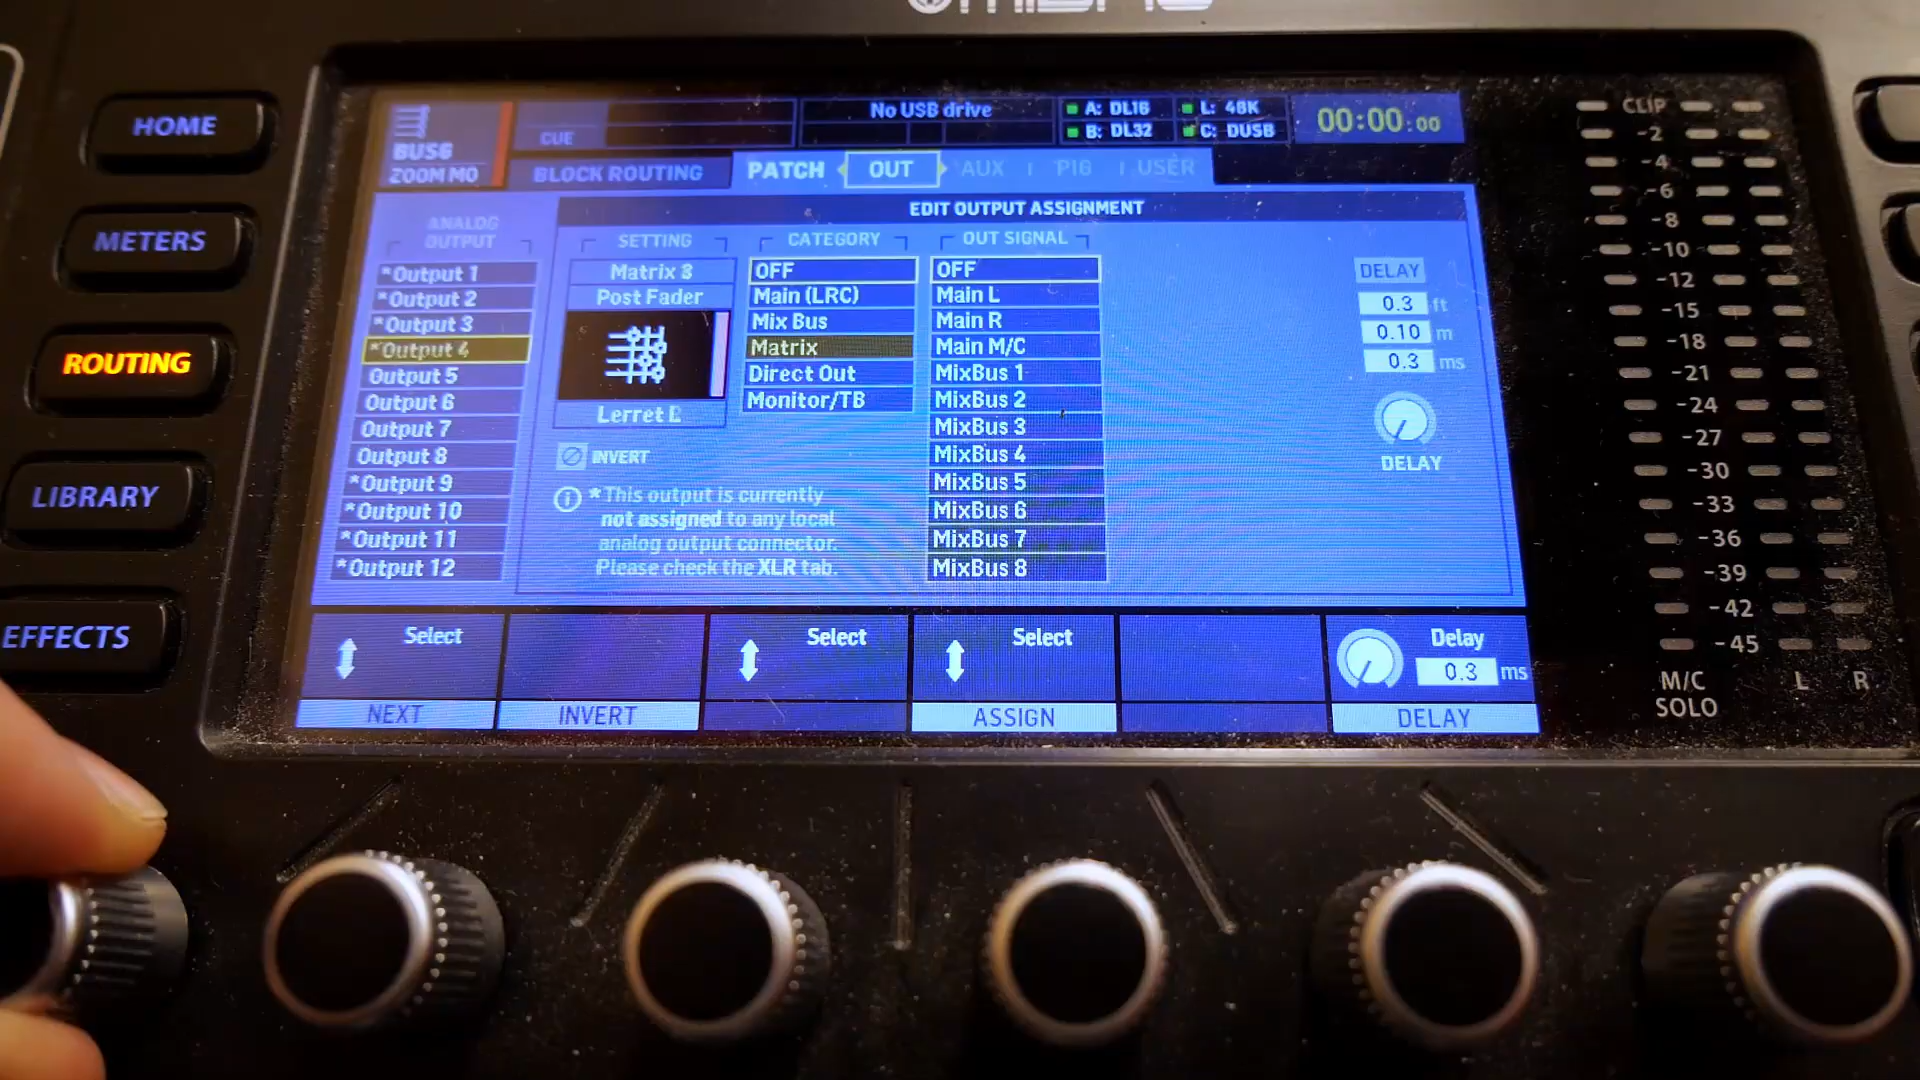 MIDAS
HOME
METERS
ROUTING
LIBRARY
EFFECTS
BUS6
ZOOM MO
CUE
No USB drive
A: DL16
L: 48K
B: DL32
C: DUSB
00:00:00
BLOCK ROUTING
PATCH
OUT
AUX
P16
USER
EDIT OUTPUT ASSIGNMENT
ANALOG
OUTPUT
*Output 1
*Output 2
*Output 3
*Output 4
Output 5
Output 6
Output 7
Output 8
*Output 9
*Output 10
*Output 11
*Output 12
SETTING
Matrix 3
Post Fader
INVERT
*This output is currently
not assigned to any local
analog output connector.
Please check the XLR tab.
CATEGORY
OFF
Main (LRC)
Mix Bus
Matrix
Direct Out
Monitor/TB
OUT SIGNAL
OFF
Main L
Main R
Main M/C
MixBus 1
MixBus 2
MixBus 3
MixBus 4
MixBus 5
MixBus 6
MixBus 7
MixBus 8
DELAY
0.3 ft
0.10 m
0.3 ms
DELAY
Select
NEXT
INVERT
Select
Select
ASSIGN
Delay
0.3 ms
DELAY
CLIP
-2
-4
-6
-8
-10
-12
-15
-18
-21
-24
-27
-30
-33
-36
-39
-42
-45
M/C
SOLO
L
R